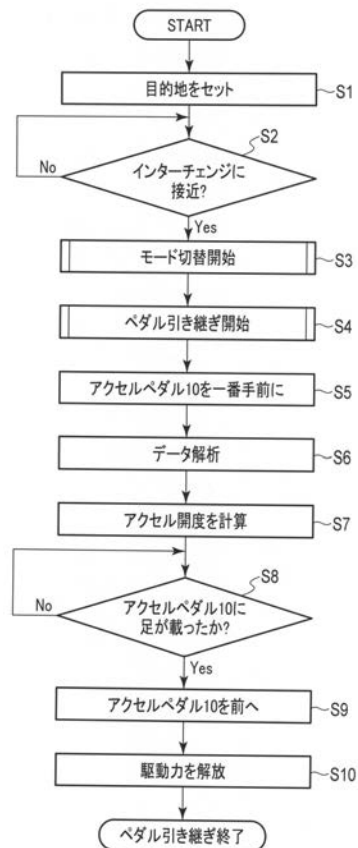 START
目的地をセット
S1
S2
インターチェンジに
接近?
No
Yes
モード切替開始
S3
ペダル引き継ぎ開始
S4
アクセルペダル10を一番手前に
S5
データ解析
S6
アクセル開度を計算
S7
S8
アクセルペダル10に
足が載ったか?
No
Yes
アクセルペダル10を前へ
S9
駆動力を解放
S10
ペダル引き継ぎ終了